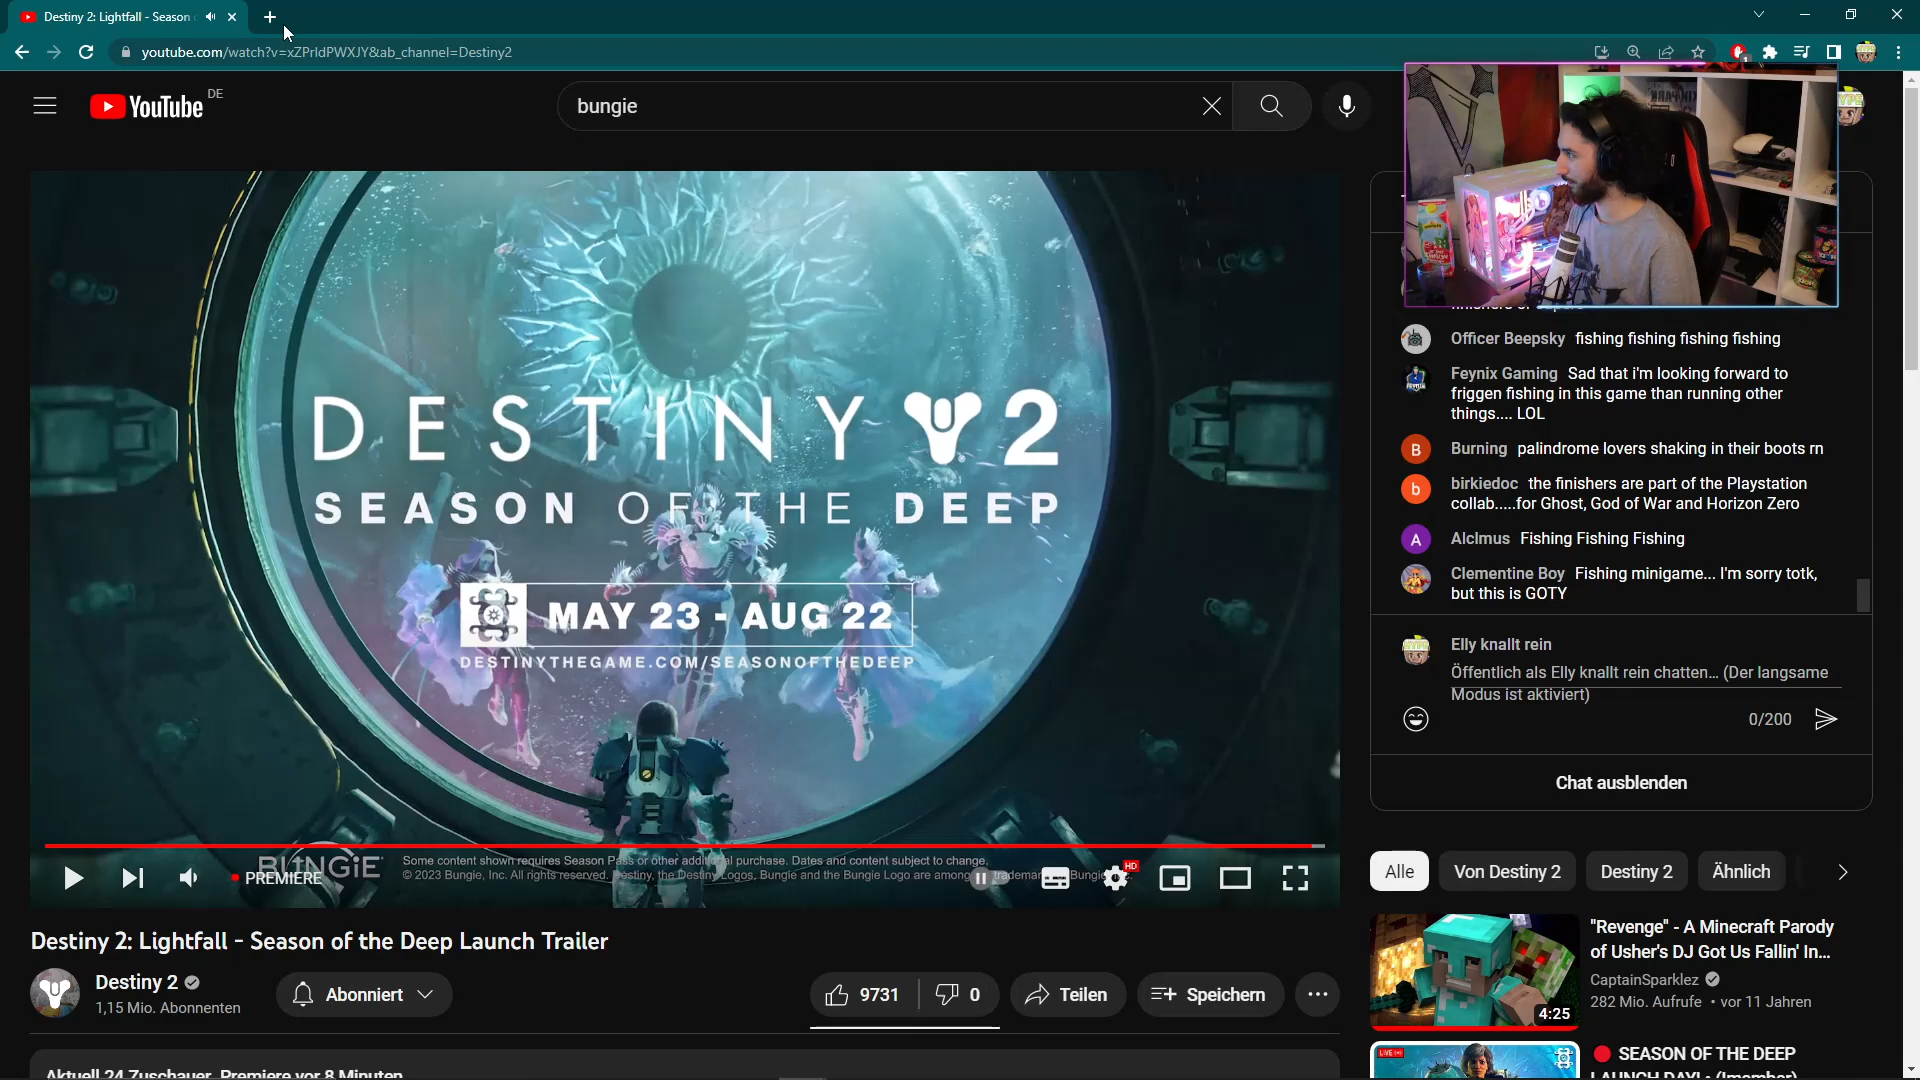 Destiny 2: Lightfall - Season
youtube.com/watch?v=xZPrldPWXJY&ab_channel=Destiny2
YouTube DE
bungie
DESTINY 2
SEASON OF THE DEEP
MAY 23 - AUG 22
DESTINYTHEGAME.COM/SEASONOFTHEDEEP
BUNGiE
Some content shown requires Season Pass or other additional purchase. Dates and content subject to change.
© 2023 Bungie, Inc. All rights reserved. Destiny, the Destiny Logos, Bungie and the Bungie Logo are among
PREMIERE
HD
Destiny 2: Lightfall - Season of the Deep Launch Trailer
Destiny 2
1,15 Mio. Abonnenten
Abonniert
9731
0
Teilen
Speichern
Aktuell 24 Zuschauer Premiere vor 8 Minuten
Officer Beepsky fishing fishing fishing fishing
Feynix Gaming Sad that i'm looking forward to
friggen fishing in this game than running other
things.... LOL
B Burning palindrome lovers shaking in their boots rn
b birkiedoc the finishers are part of the Playstation
collab.....for Ghost, God of War and Horizon Zero
A Alclmus Fishing Fishing Fishing
Clementine Boy Fishing minigame... I'm sorry totk,
but this is GOTY
Elly knallt rein
Öffentlich als Elly knallt rein chatten... (Der langsame
Modus ist aktiviert)
0/200
Chat ausblenden
Alle
Von Destiny 2
Destiny 2
Ähnlich
"Revenge" - A Minecraft Parody
of Usher's DJ Got Us Fallin' In...
CaptainSparklez
282 Mio. Aufrufe • vor 11 Jahren
4:25
LIVE
SEASON OF THE DEEP
LAUNCH DAY!